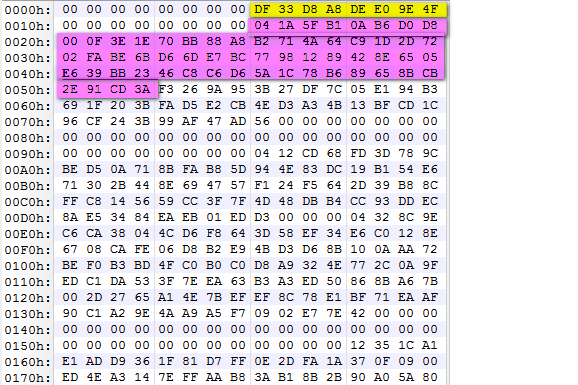 0000h: 00 00 00 00 00 00 00 00 DF 33 D8 A8 DE E0 9E 4F
0010h: 00 00 00 00 00 00 00 00 04 1A 5F B1 0A B6 D0 D8
0020h: 00 0F 3E 1E 70 BB 88 A8 B2 71 4A 64 C9 1D 2D 72
0030h: 02 FA BE 6B D6 6D E7 BC 77 98 12 89 42 8E 65 05
0040h: E6 39 BB 23 46 C8 C6 D6 5A 1C 78 B6 89 65 8B CB
0050h: 2E 91 CD 3A F3 26 9A 95 3B 27 DF 7C 05 E1 94 B3
0060h: 69 1F 20 3B FA D5 E2 CB 4E D3 A3 4B 13 BF CD 1C
0070h: 96 CF 24 3B 99 AF 47 AD 56 00 00 00 00 00 00 00
0080h: 00 00 00 00 00 00 00 00 00 00 00 00 00 00 00 00
0090h: 00 00 00 00 00 00 00 00 04 12 CD 68 FD 3D 78 9C
00A0h: BE D5 0A 71 8B FA B8 5D 94 4E 83 DC 19 B1 54 E6
00B0h: 71 30 2B 44 8E 69 47 57 F1 24 F5 64 2D 39 B8 8C
00C0h: FF C8 14 56 59 CC 3F 7F 4D 48 DB B4 CC 93 DD EC
00D0h: 8A E5 34 84 EA EB 01 ED D3 00 00 00 04 32 8C 9E
00E0h: C6 CA 38 04 4C D6 F8 64 3D 58 EF 34 E6 C0 12 8E
00F0h: 67 08 CA FE 06 D8 B2 E9 4B D3 D6 8B 10 0A AA 72
0100h: BE F0 B3 BD 4F C0 B0 C0 D8 A9 32 4E 77 2C 0A 9F
0110h: ED C1 DA 53 3F 7E EA 63 B3 A3 ED 50 86 8B A6 7B
0120h: 00 2D 27 65 A1 4E 7B EF EF 8C 78 E1 BF 71 EA AF
0130h: 90 C1 A2 9E 4A A9 A5 F7 09 02 E7 7E 42 00 00 00
0140h: 00 00 00 00 00 00 00 00 00 00 00 00 00 00 00 00
0150h: 00 00 00 00 00 00 00 00 00 00 00 00 12 35 1C A1
0160h: E1 AD D9 36 1F 81 D7 FF 0E 2D FA 1A 37 0F 09 00
0170h: ED 4E A3 14 7E FF AA B8 3A B1 8B 2B 90 A0 5A 80